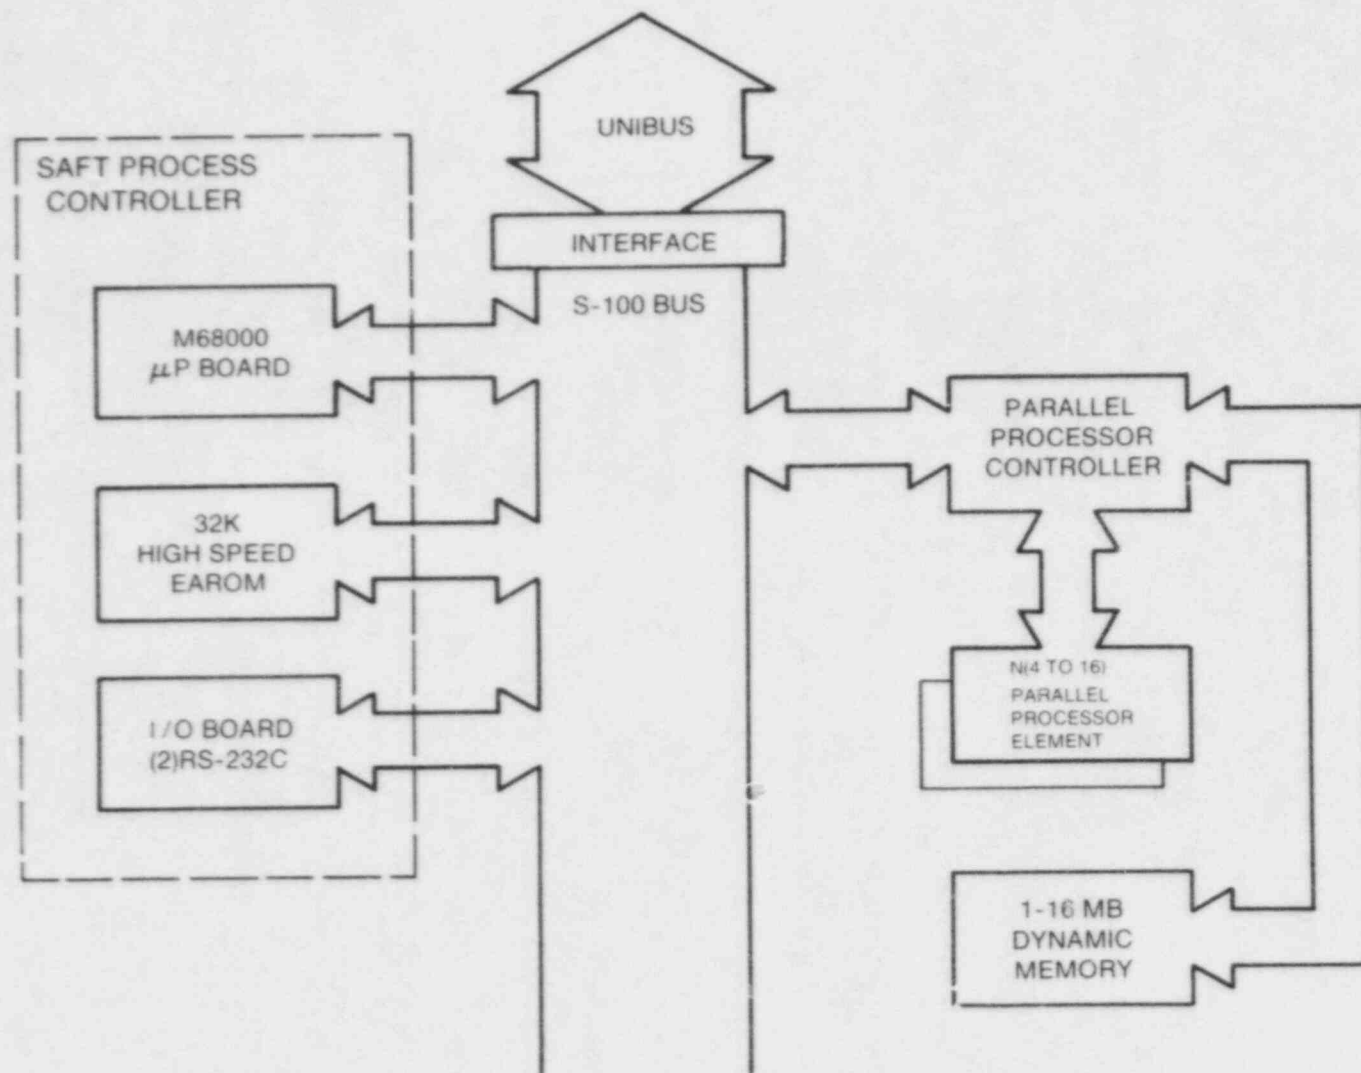 UNIBUS
SAFT PROCESS
CONTROLLER
INTERFACE
S-100 BUS
M68000
μP BOARD
PARALLEL
PROCESSOR
CONTROLLER
32K
HIGH SPEED
EAROM
N(4 TO 16)
PARALLEL
PROCESSOR
ELEMENT
I/O BOARD
(2)RS-232C
1-16 MB
DYNAMIC
MEMORY